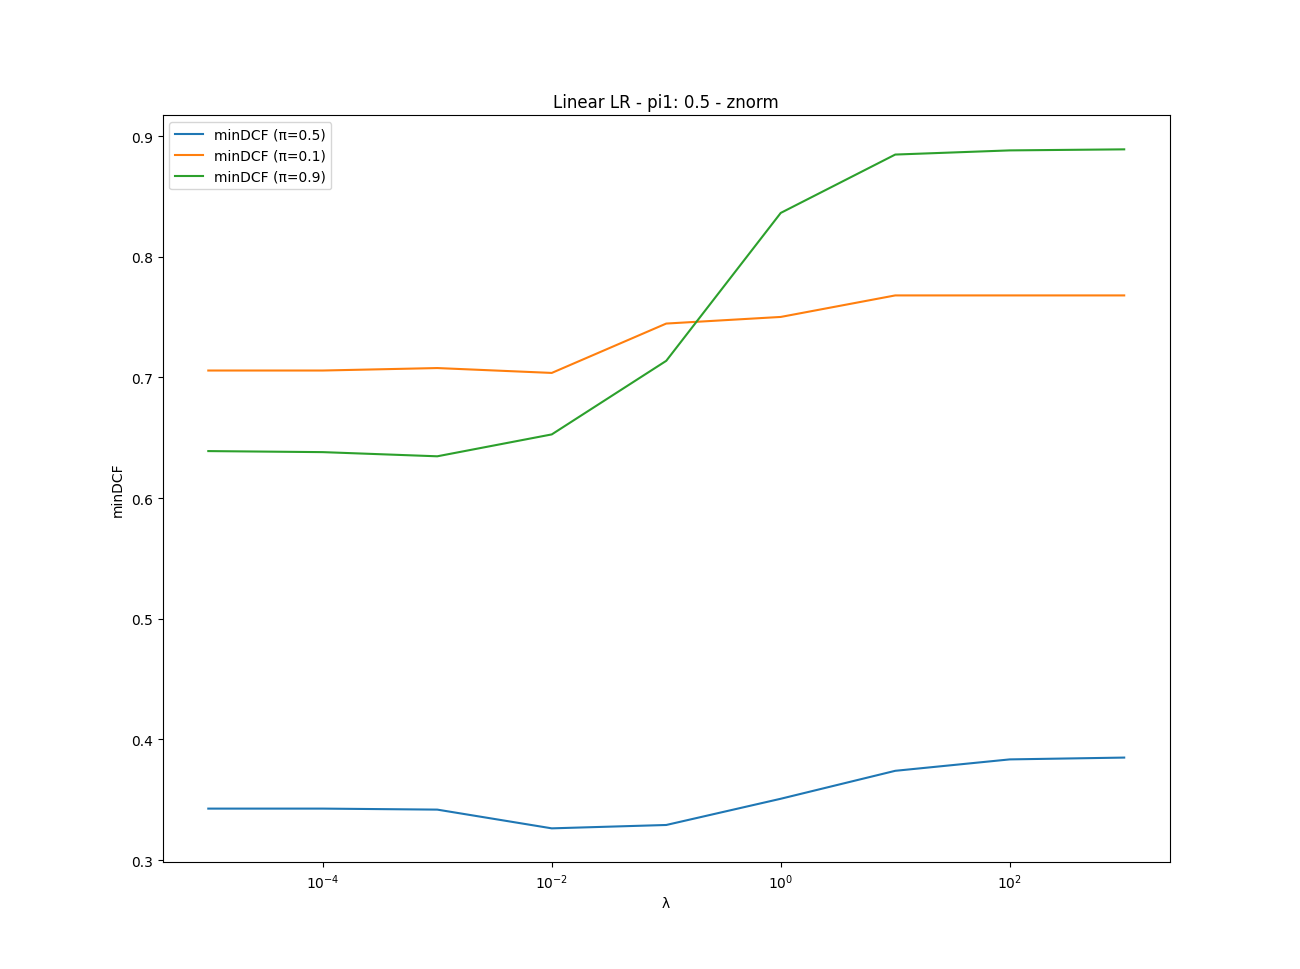 Linear LR - pi1: 0.5 - znorm
minDCF (π=0.5)
minDCF (π=0.1)
minDCF (π=0.9)
0.9
0.8
0.7
0.6
0.5
0.4
0.3
minDCF
10⁻⁴
10⁻²
10⁰
10²
λ